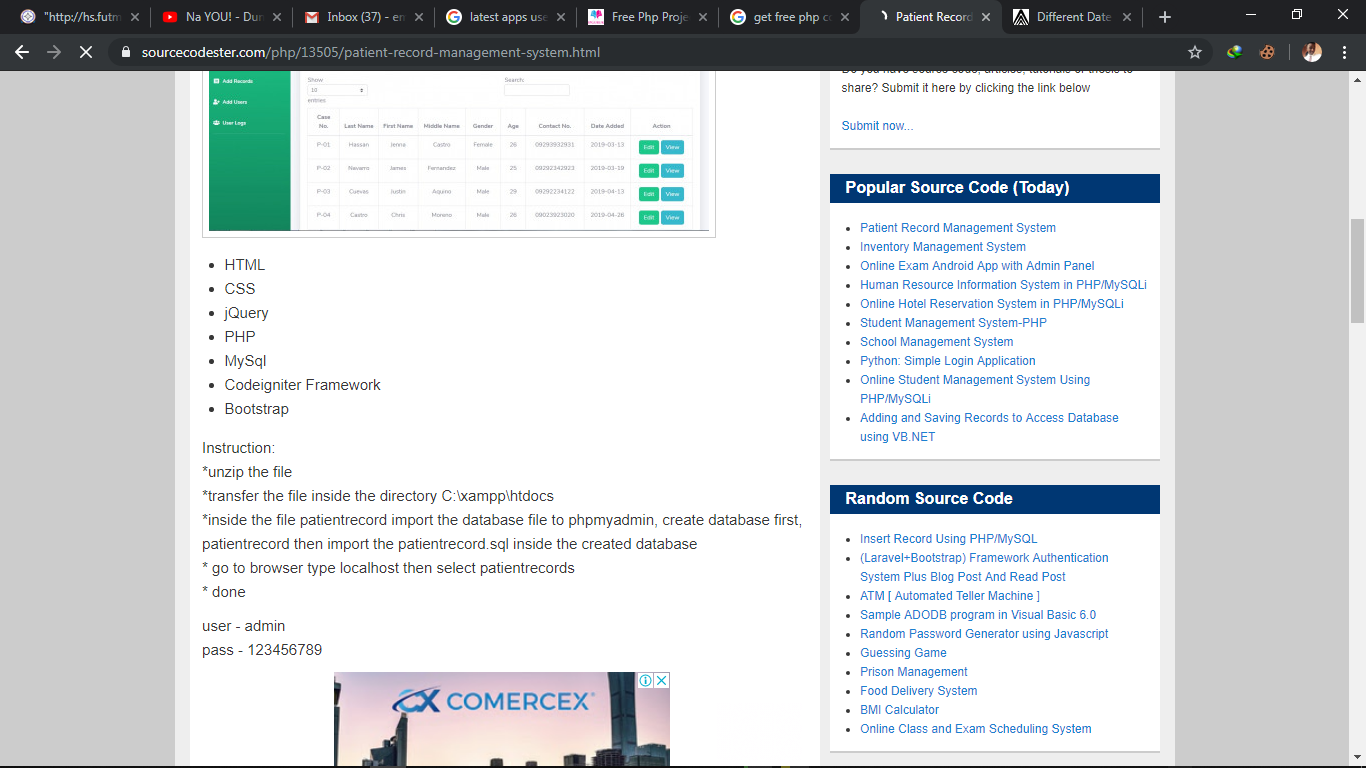 "http://hs.futm
Na YOU! - Dun
Inbox (37) - en
latest apps use
Free Php Proje
get free php co
Patient Record
Different Date
sourcecodester.com/php/13505/patient-record-management-system.html
Add Records
Add Users
User Logs
Show
10
entries
Search:
Case No. Last Name First Name Middle Name Gender Age Contact No. Date Added Action
P-01 Hassan Jenna Castro Female 26 09293932931 2019-03-13 Edit View
P-02 Navarro James Fernandez Male 25 09292342923 2019-03-19 Edit View
P-03 Cuevas Justin Aquino Male 29 09292234122 2019-04-13 Edit View
P-04 Castro Chris Moreno Male 26 09023923020 2019-04-26 Edit View
HTML
CSS
jQuery
PHP
MySql
Codeigniter Framework
Bootstrap
Instruction:
*unzip the file
*transfer the file inside the directory C:\xampp\htdocs
*inside the file patientrecord import the database file to phpmyadmin, create database first,
patientrecord then import the patientrecord.sql inside the created database
* go to browser type localhost then select patientrecords
* done
user - admin
pass - 123456789
CX COMERCEX
Do you have source code, articles, tutorials or thesis to
share? Submit it here by clicking the link below
Submit now...
Popular Source Code (Today)
Patient Record Management System
Inventory Management System
Online Exam Android App with Admin Panel
Human Resource Information System in PHP/MySQLi
Online Hotel Reservation System in PHP/MySQLi
Student Management System-PHP
School Management System
Python: Simple Login Application
Online Student Management System Using
PHP/MySQLi
Adding and Saving Records to Access Database
using VB.NET
Random Source Code
Insert Record Using PHP/MySQL
(Laravel+Bootstrap) Framework Authentication
System Plus Blog Post And Read Post
ATM [ Automated Teller Machine ]
Sample ADODB program in Visual Basic 6.0
Random Password Generator using Javascript
Guessing Game
Prison Management
Food Delivery System
BMI Calculator
Online Class and Exam Scheduling System